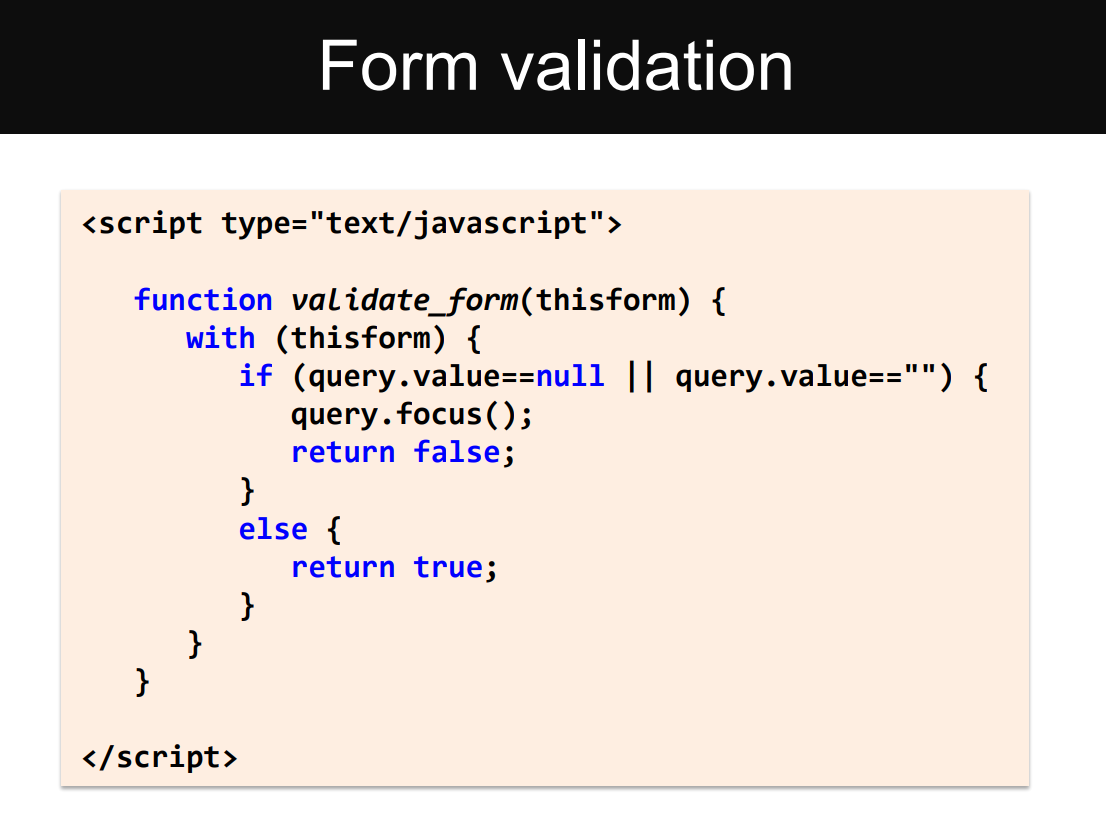 Form validation
<script type="text/javascript">
function validate_form(thisform) {
with (thisform) {
if (query.value==null || query.value=="") {
query.focus();
return false;
}
else {
return true;
}
}
}
</script>